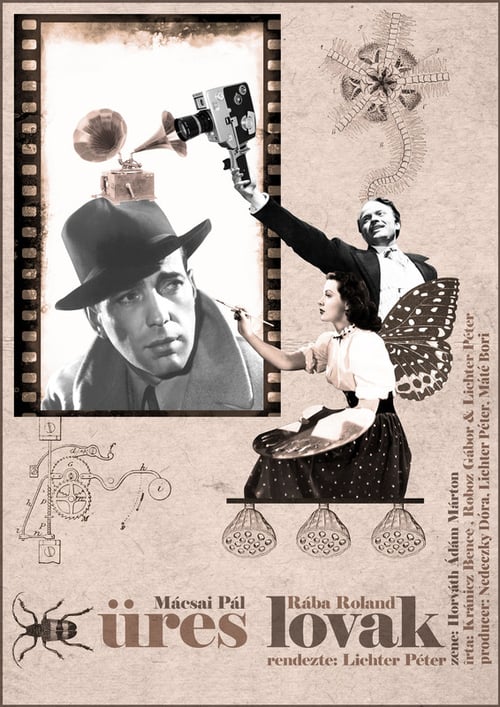 Mácsai Pál
Rába Roland
üres lovak
rendezte: Lichter Péter
zene: Horváth Ádám Márton
írta: Kránicz Bence , Roboz Gábor & Lichter Péter
producer: Nedeczky Dóra, Lichter Péter, Máté Bori